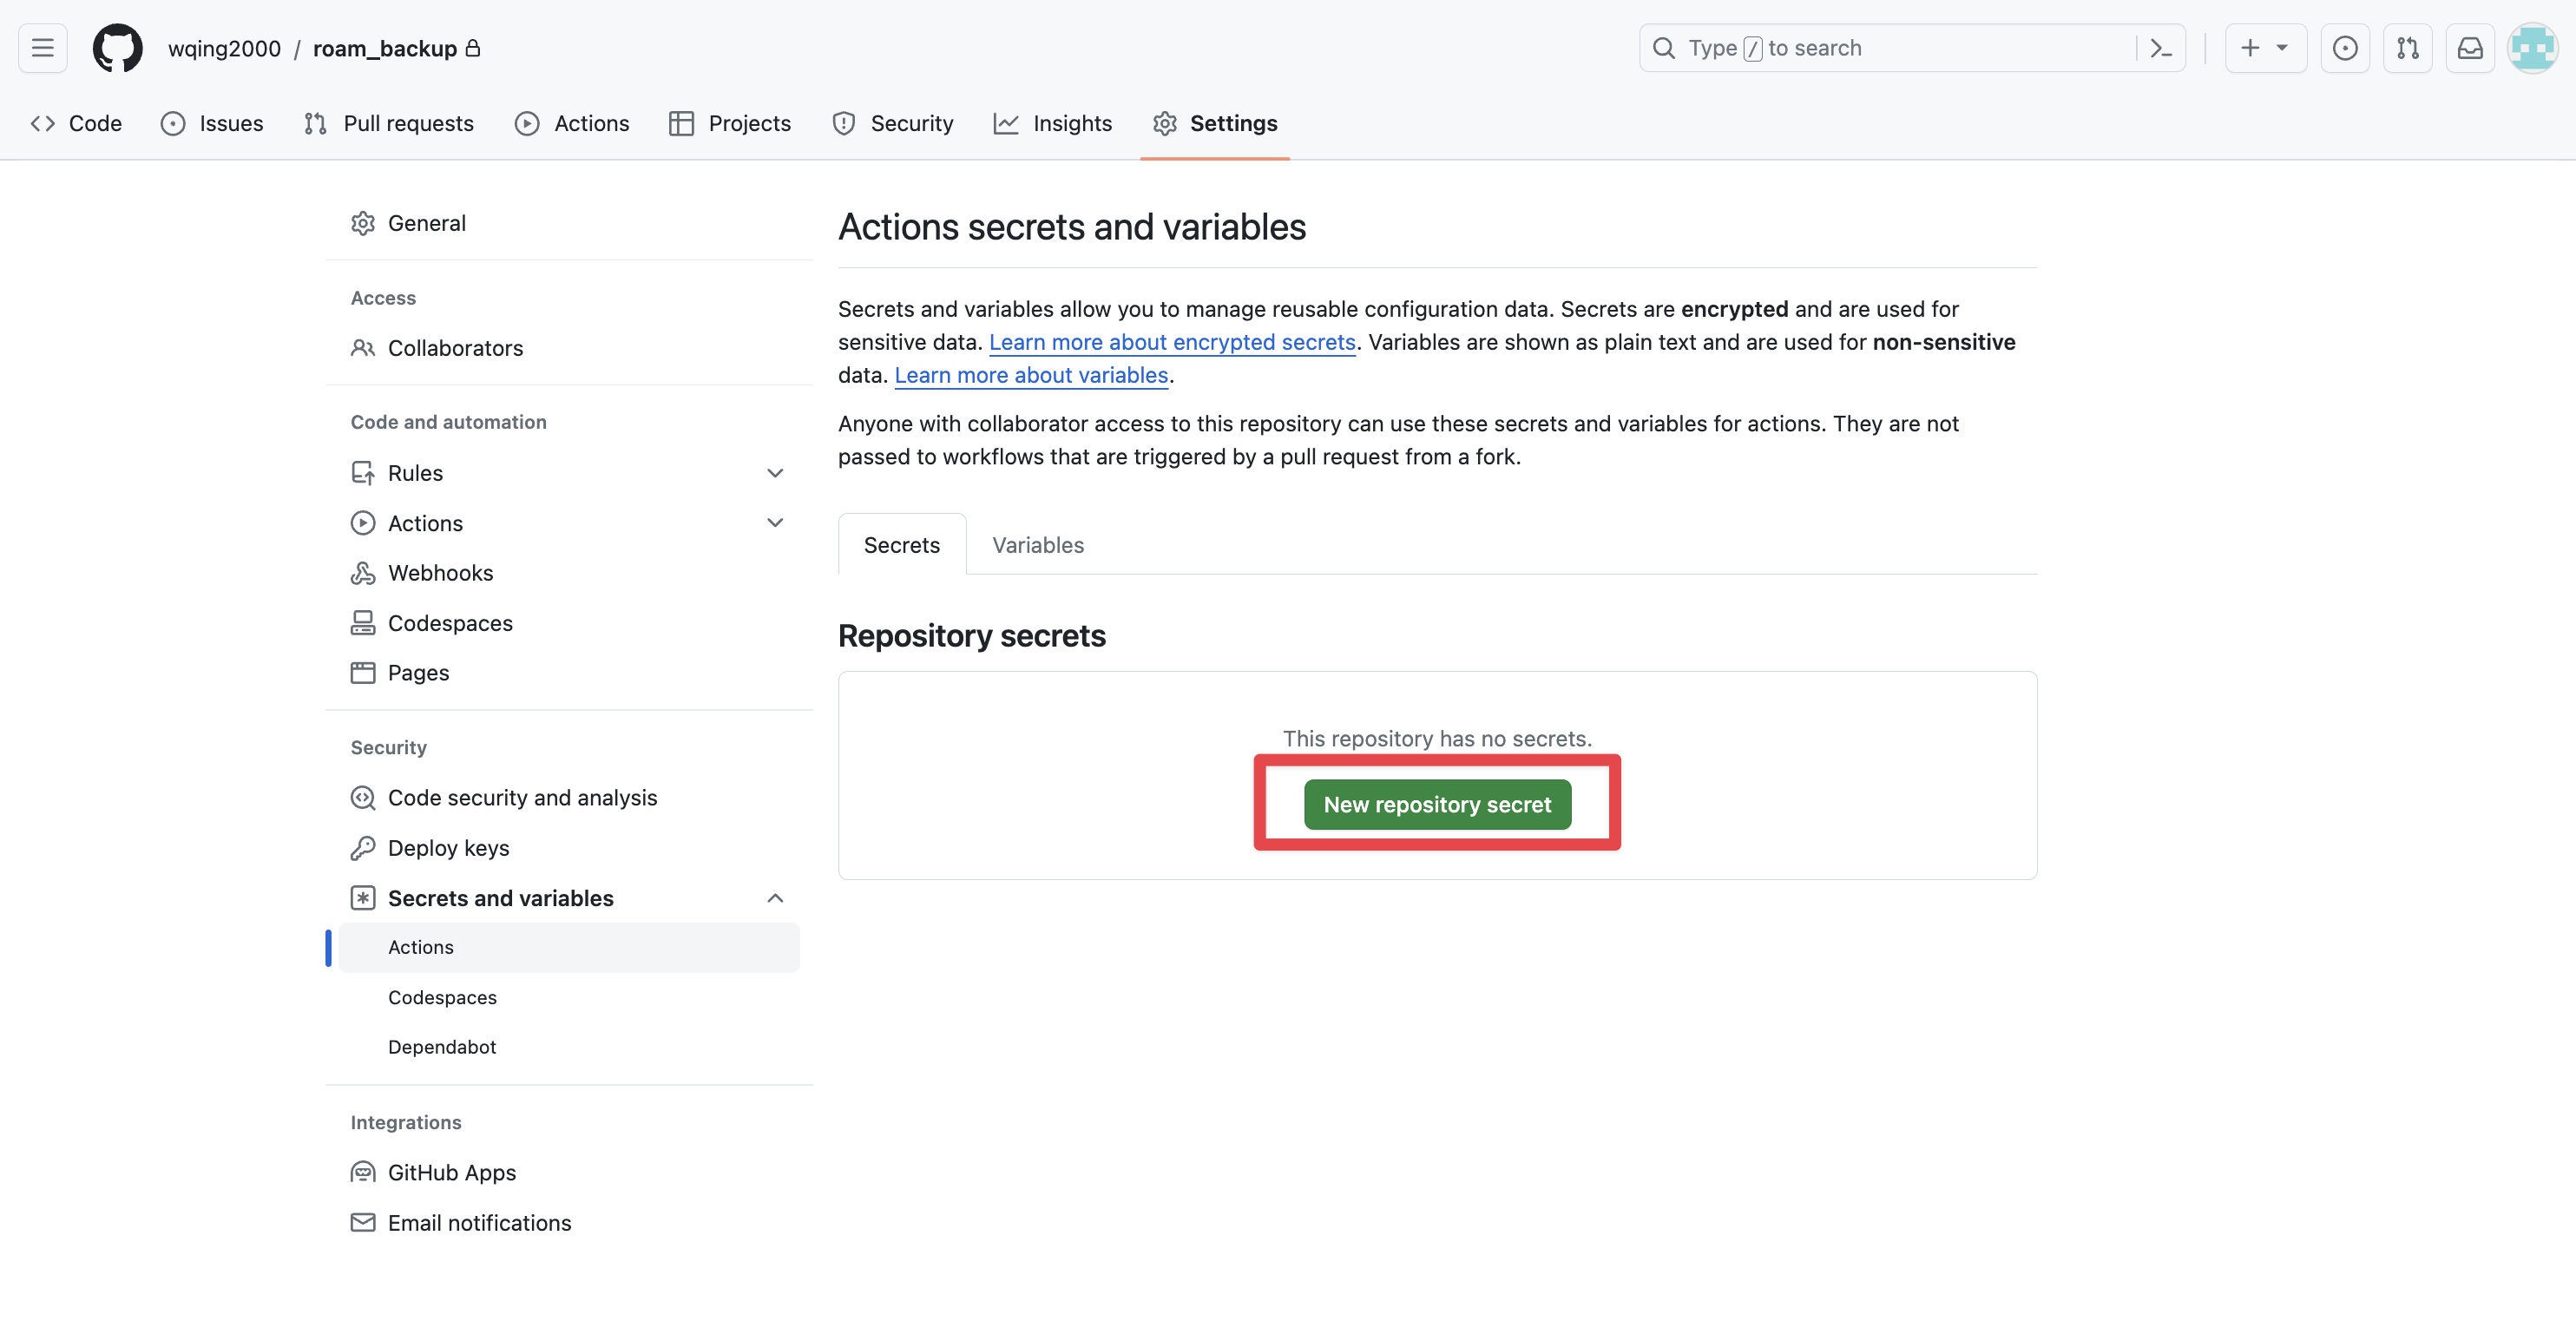 wqing2000 / roam_backup
Type / to search
Code
Issues
Pull requests
Actions
Projects
Security
Insights
Settings
General
Access
Collaborators
Code and automation
Rules
Actions
Webhooks
Codespaces
Pages
Security
Code security and analysis
Deploy keys
Secrets and variables
Actions
Codespaces
Dependabot
Integrations
GitHub Apps
Email notifications
Actions secrets and variables
Secrets and variables allow you to manage reusable configuration data. Secrets are encrypted and are used for
sensitive data. Learn more about encrypted secrets. Variables are shown as plain text and are used for non-sensitive
data. Learn more about variables.
Anyone with collaborator access to this repository can use these secrets and variables for actions. They are not
passed to workflows that are triggered by a pull request from a fork.
Secrets
Variables
Repository secrets
This repository has no secrets.
New repository secret